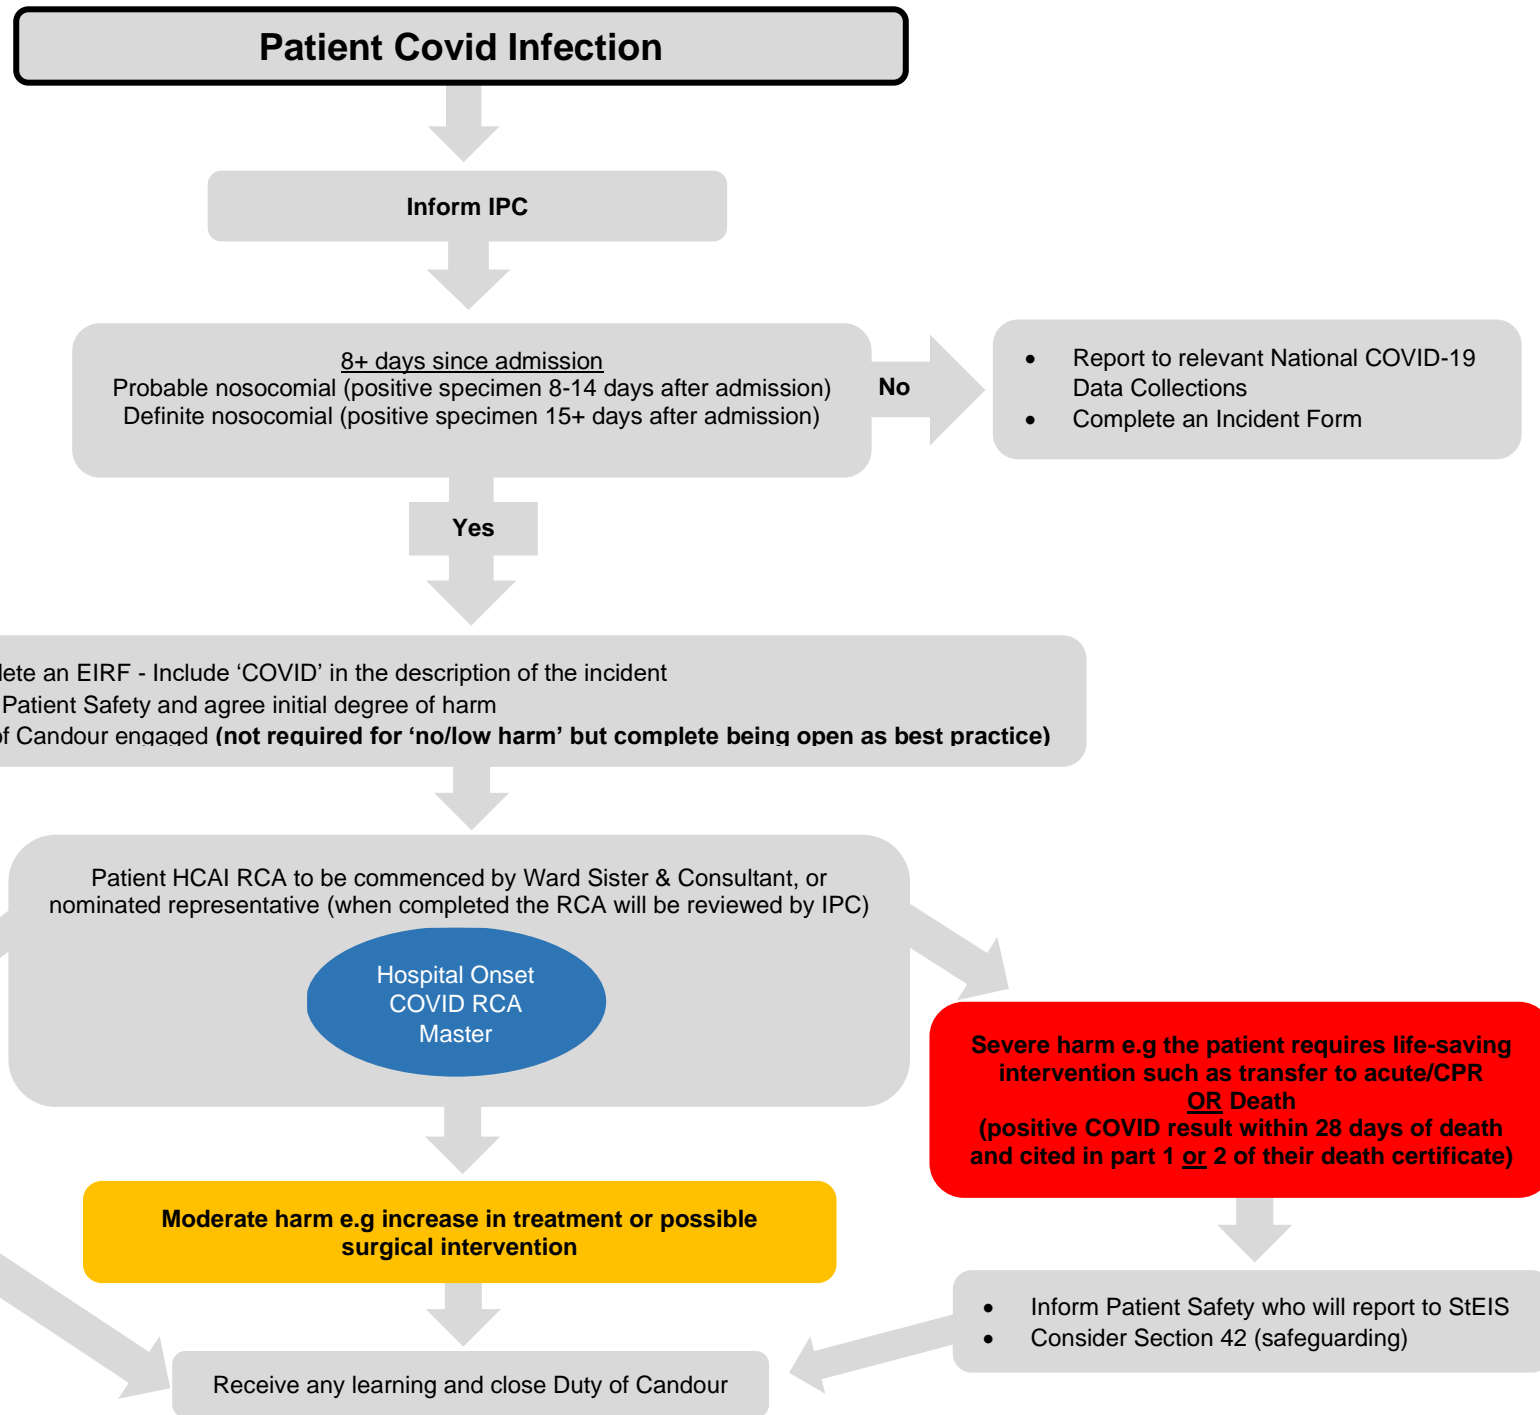 Patient Covid Infection
Inform IPC
8+ days since admission
Probable nosocomial (positive specimen 8-14 days after admission)
Definite nosocomial (positive specimen 15+ days after admission)
No
• Report to relevant National COVID-19
Data Collections
• Complete an Incident Form
Yes
lete an EIRF - Include ‘COVID’ in the description of the incident
Patient Safety and agree initial degree of harm
of Candour engaged (not required for ‘no/low harm’ but complete being open as best practice)
Patient HCAI RCA to be commenced by Ward Sister & Consultant, or
nominated representative (when completed the RCA will be reviewed by IPC)
Hospital Onset
COVID RCA
Master
Severe harm e.g the patient requires life-saving
intervention such as transfer to acute/CPR
OR Death
(positive COVID result within 28 days of death
and cited in part 1 or 2 of their death certificate)
Moderate harm e.g increase in treatment or possible
surgical intervention
• Inform Patient Safety who will report to StEIS
• Consider Section 42 (safeguarding)
Receive any learning and close Duty of Candour